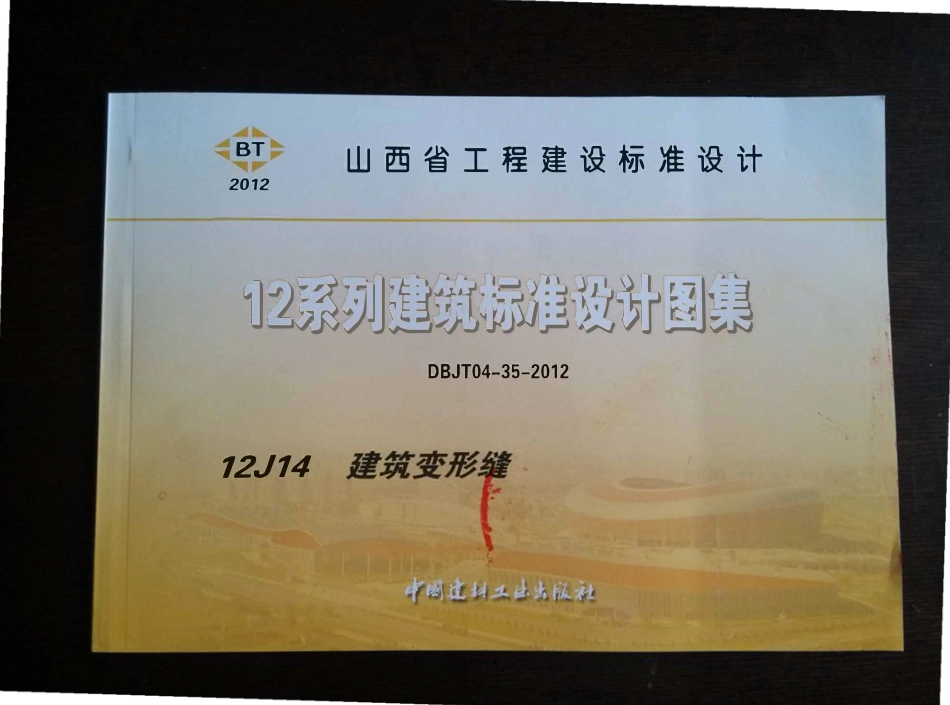 BT
2012
山西省工程建设标准设计
12系列建筑标准设计图集
DBJT04-35-2012
12J14 建筑变形缝
中国建材工业出版社